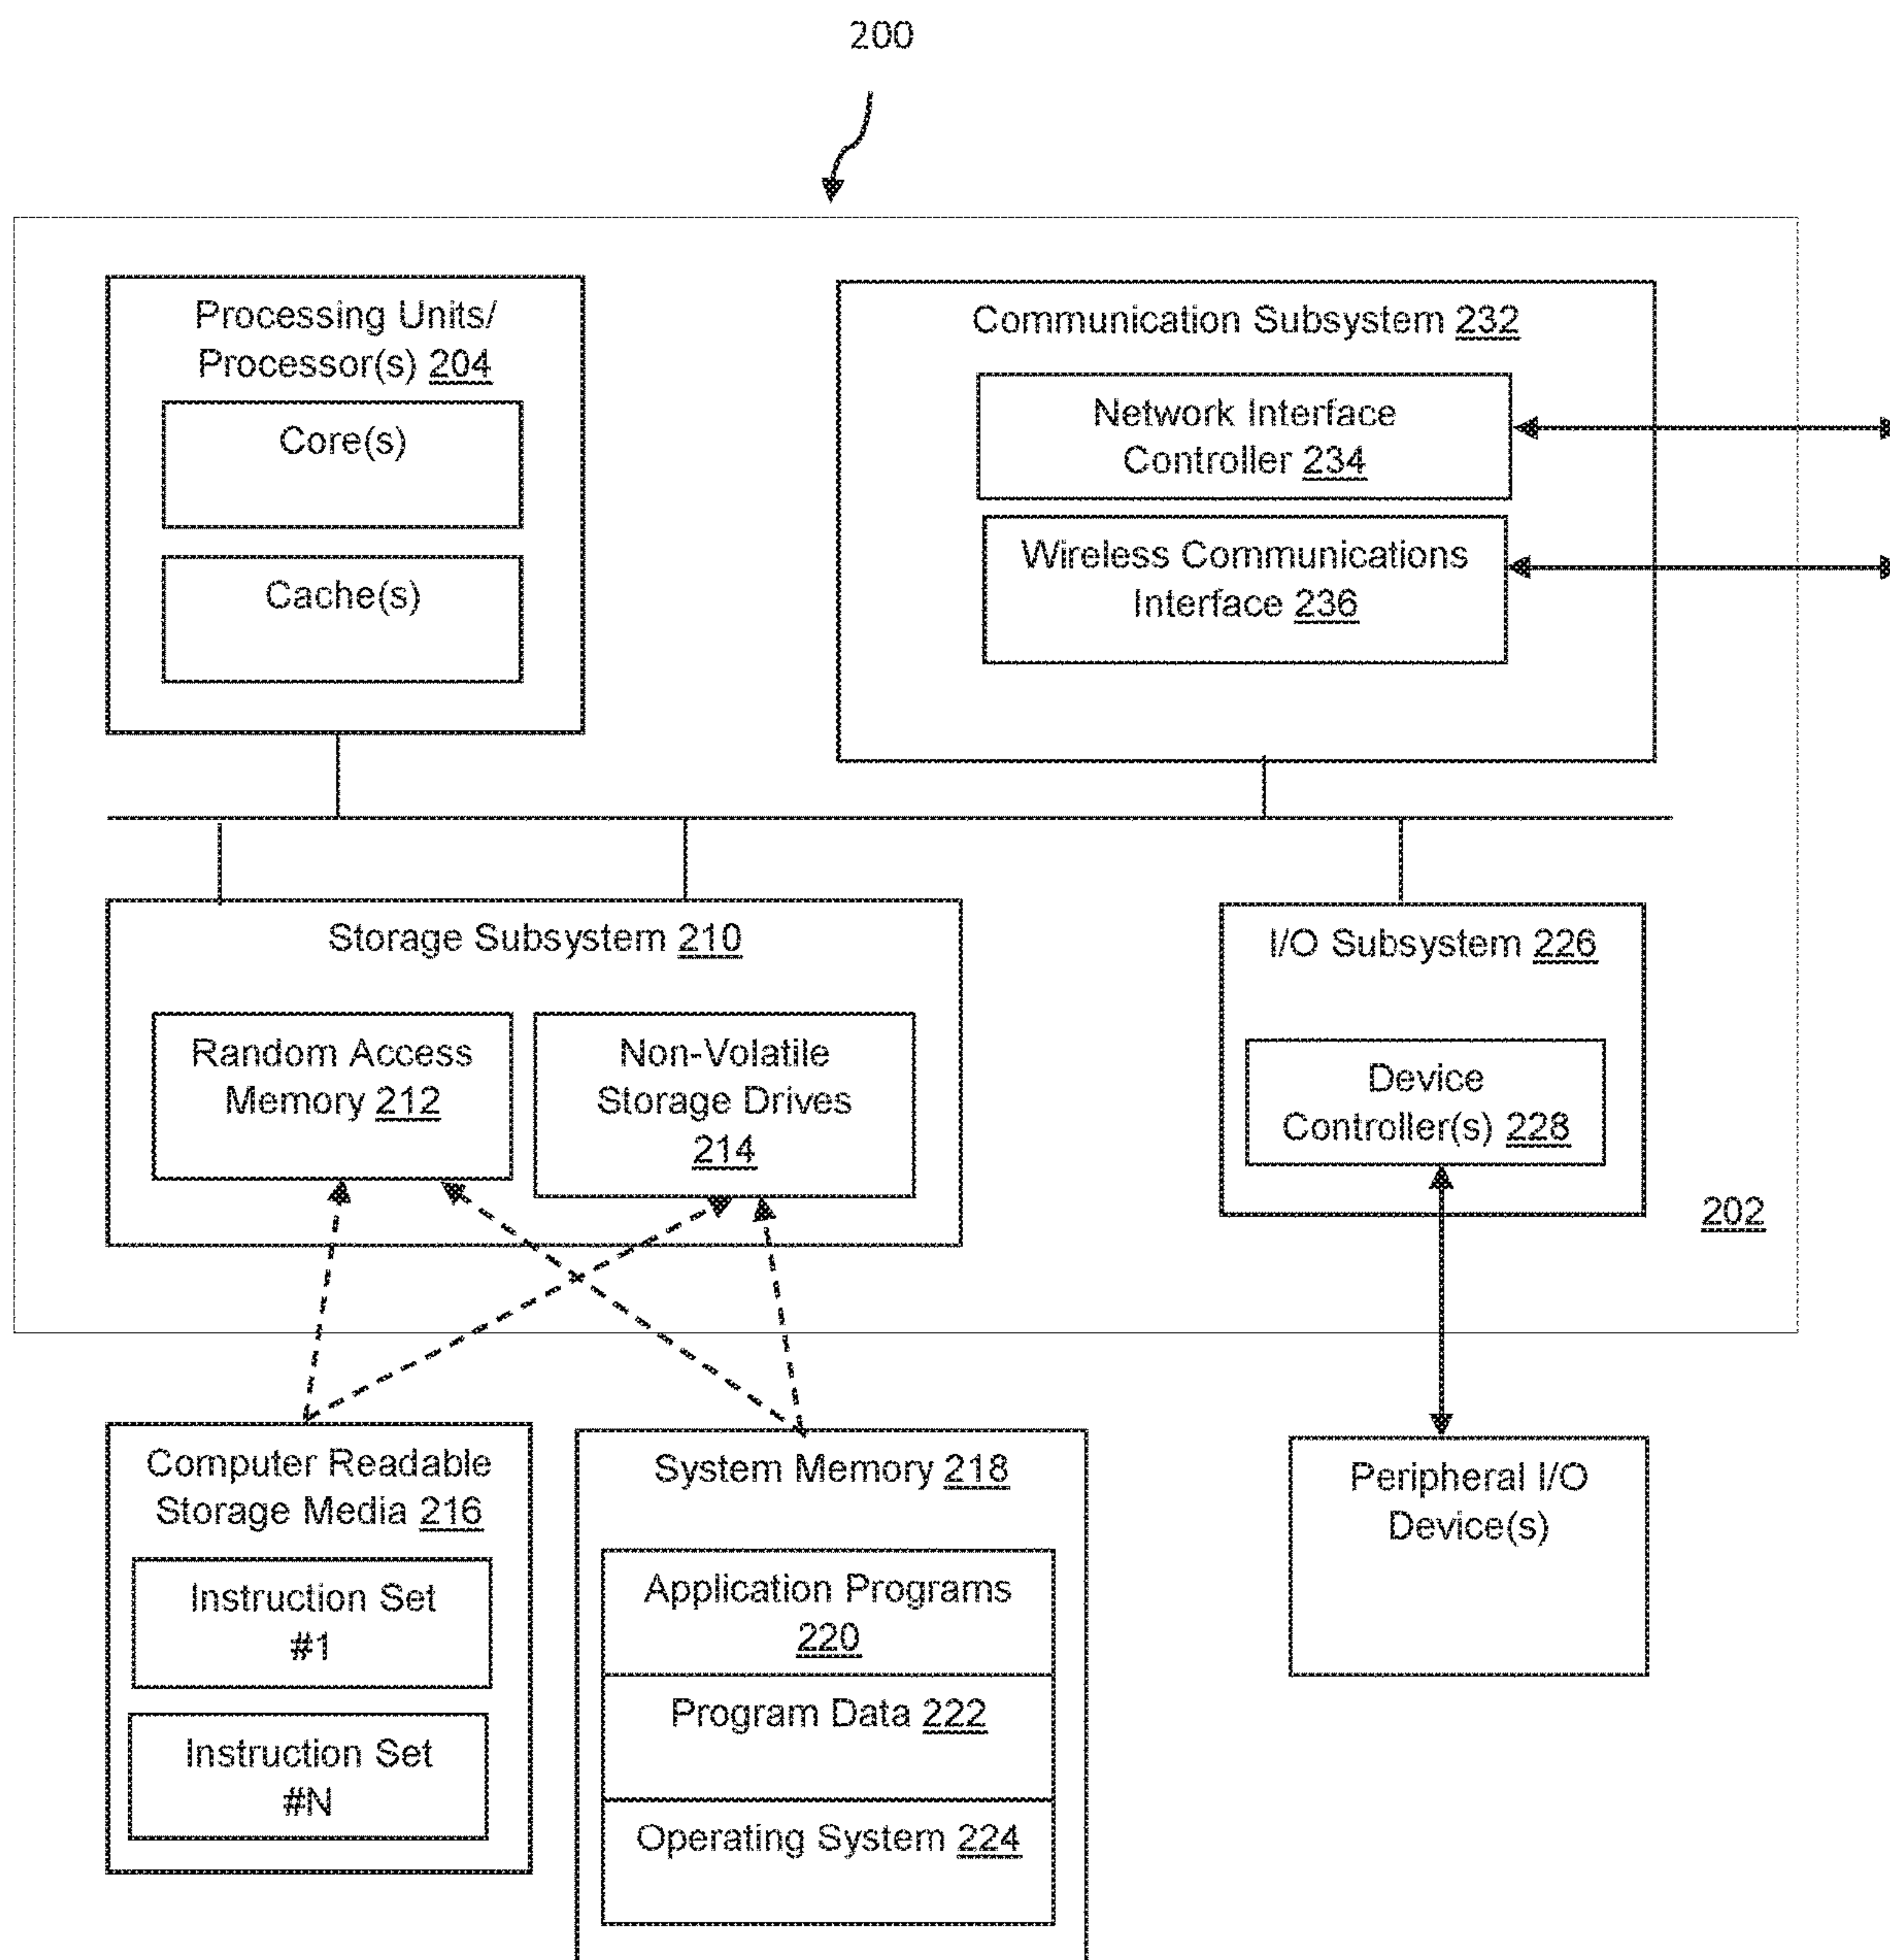 200
Processing Units/
Processor(s) 204
Core(s)
Cache(s)
Communication Subsystem 232
Network Interface
Controller 234
Wireless Communications
Interface 236
Storage Subsystem 210
Random Access
Memory 212
Non-Volatile
Storage Drives
214
I/O Subsystem 226
Device
Controller(s) 228
202
Computer Readable
Storage Media 216
Instruction Set
#1
Instruction Set
#N
System Memory 218
Application Programs
220
Program Data 222
Operating System 224
Peripheral I/O
Device(s)